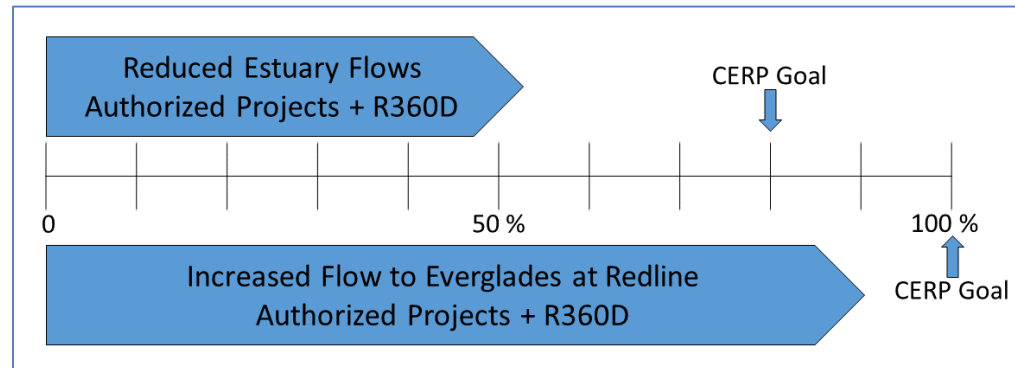 Reduced Estuary Flows
Authorized Projects + R360D
CERP Goal
0
50 %
100 %
Increased Flow to Everglades at Redline
Authorized Projects + R360D
CERP Goal